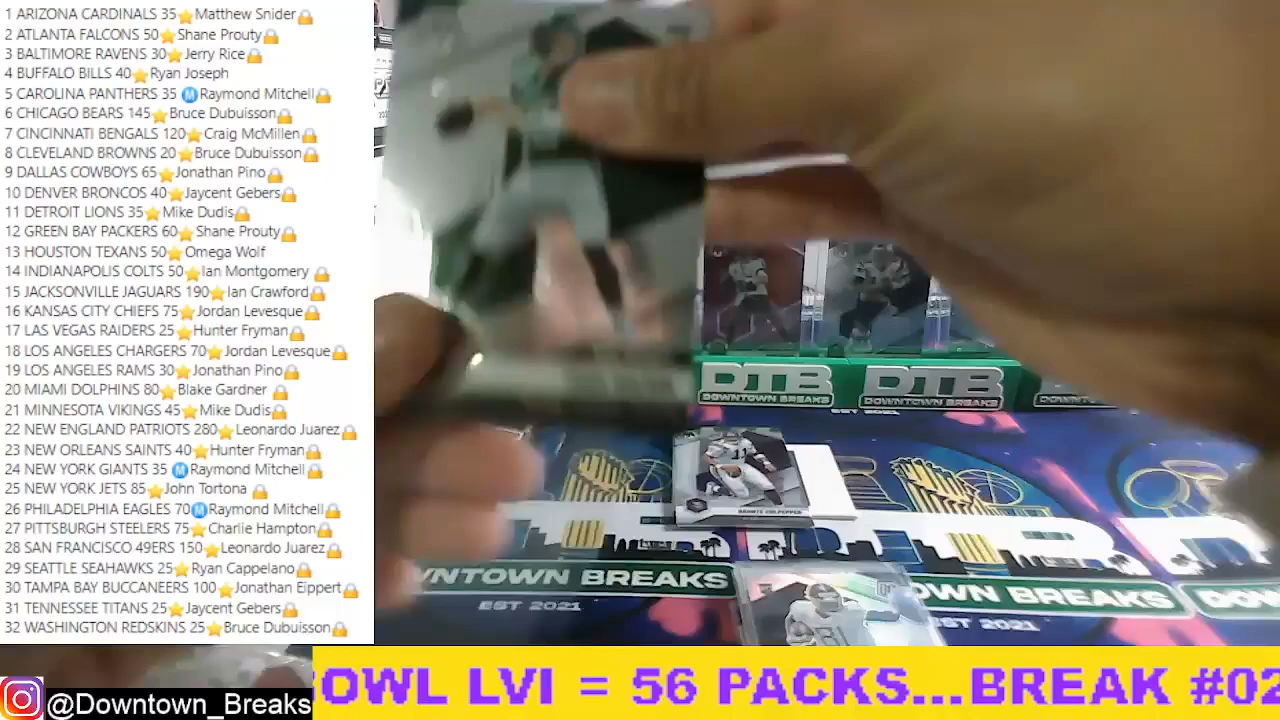 1 ARIZONA CARDINALS 35⭐Matthew Snider🔒
2 ATLANTA FALCONS 50⭐Shane Prouty🔒
3 BALTIMORE RAVENS 30⭐Jerry Rice🔒
4 BUFFALO BILLS 40⭐Ryan Joseph
5 CAROLINA PANTHERS 35 Ⓜ️Raymond Mitchell🔒
6 CHICAGO BEARS 145⭐Bruce Dubuisson🔒
7 CINCINNATI BENGALS 120⭐Craig McMillen🔒
8 CLEVELAND BROWNS 20⭐Bruce Dubuisson🔒
9 DALLAS COWBOYS 65⭐Jonathan Pino🔒
10 DENVER BRONCOS 40⭐Jaycent Gebers🔒
11 DETROIT LIONS 35⭐Mike Dudis🔒
12 GREEN BAY PACKERS 60⭐Shane Prouty🔒
13 HOUSTON TEXANS 50⭐Omega Wolf
14 INDIANAPOLIS COLTS 50⭐Ian Montgomery 🔒
15 JACKSONVILLE JAGUARS 190⭐Ian Crawford🔒
16 KANSAS CITY CHIEFS 75⭐Jordan Levesque🔒
17 LAS VEGAS RAIDERS 25⭐Hunter Fryman🔒
18 LOS ANGELES CHARGERS 70⭐Jordan Levesque🔒
19 LOS ANGELES RAMS 30⭐Jonathan Pino🔒
20 MIAMI DOLPHINS 80⭐Blake Gardner 🔒
21 MINNESOTA VIKINGS 45⭐Mike Dudis🔒
22 NEW ENGLAND PATRIOTS 280⭐Leonardo Juarez🔒
23 NEW ORLEANS SAINTS 40⭐Hunter Fryman🔒
24 NEW YORK GIANTS 35 Ⓜ️Raymond Mitchell🔒
25 NEW YORK JETS 85⭐John Tortona 🔒
26 PHILADELPHIA EAGLES 70Ⓜ️Raymond Mitchell🔒
27 PITTSBURGH STEELERS 75⭐Charlie Hampton🔒
28 SAN FRANCISCO 49ERS 150⭐Leonardo Juarez🔒
29 SEATTLE SEAHAWKS 25⭐Ryan Cappelano🔒
30 TAMPA BAY BUCCANEERS 100⭐Jonathan Eippert🔒
31 TENNESSEE TITANS 25⭐Jaycent Gebers🔒
32 WASHINGTON REDSKINS 25⭐Bruce Dubuisson🔒
DTB
DOWNTOWN BREAKS
EST 2021
DTB
DOWNTOWN BREAKS
DAUNTE CULPEPPER
WNTOWN BREAKS
EST 2021
OWN BREAKS
EST 2021
DOWN
@Downtown_Breaks
OWL LVI = 56 PACKS...BREAK #02